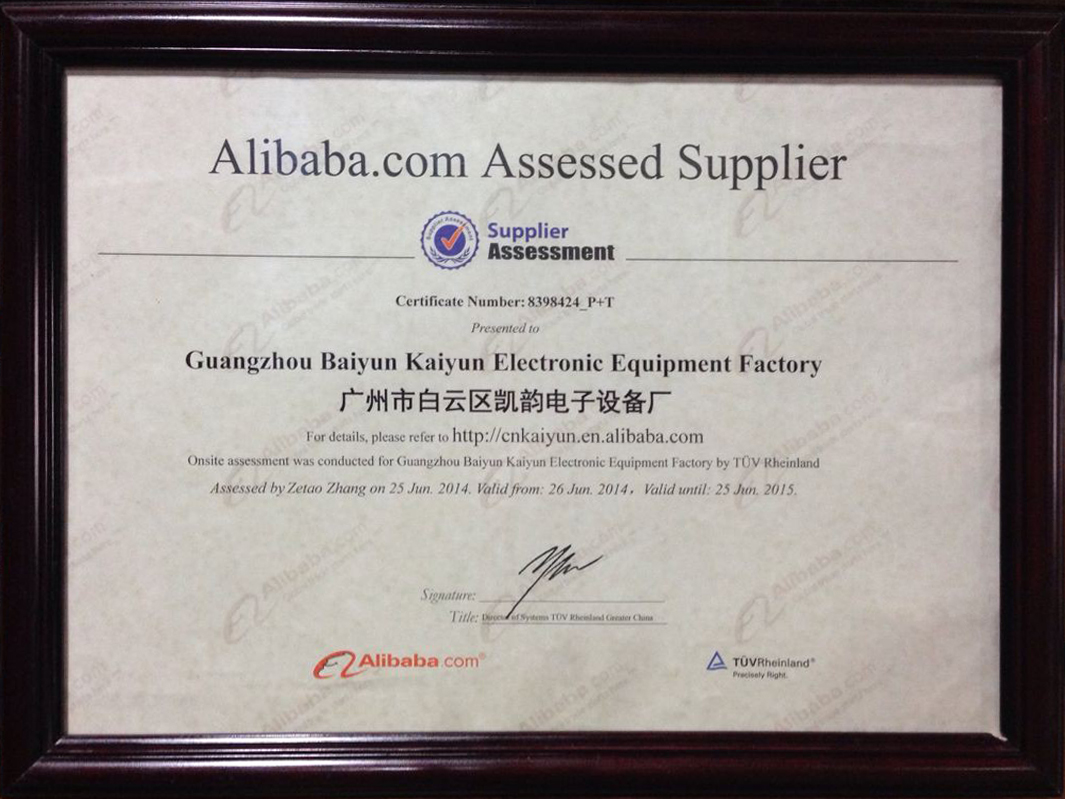 Alibaba.com Assessed Supplier
Supplier Assessment
Supplier
Assessment
Certificate Number: 8398424_P+T
Presented to
Guangzhou Baiyun Kaiyun Electronic Equipment Factory
广州市白云区凯韵电子设备厂
For details, please refer to http://cnkaiyun.en.alibaba.com
Onsite assessment was conducted for Guangzhou Baiyun Kaiyun Electronic Equipment Factory by TÜV Rheinland
Assessed by Zetao Zhang on 25 Jun. 2014. Valid from: 26 Jun. 2014，Valid until: 25 Jun. 2015.
Signature:
Title: Director of Systems TÜV Rheinland Greater China
Alibaba.com®
TÜVRheinland®
Precisely Right.